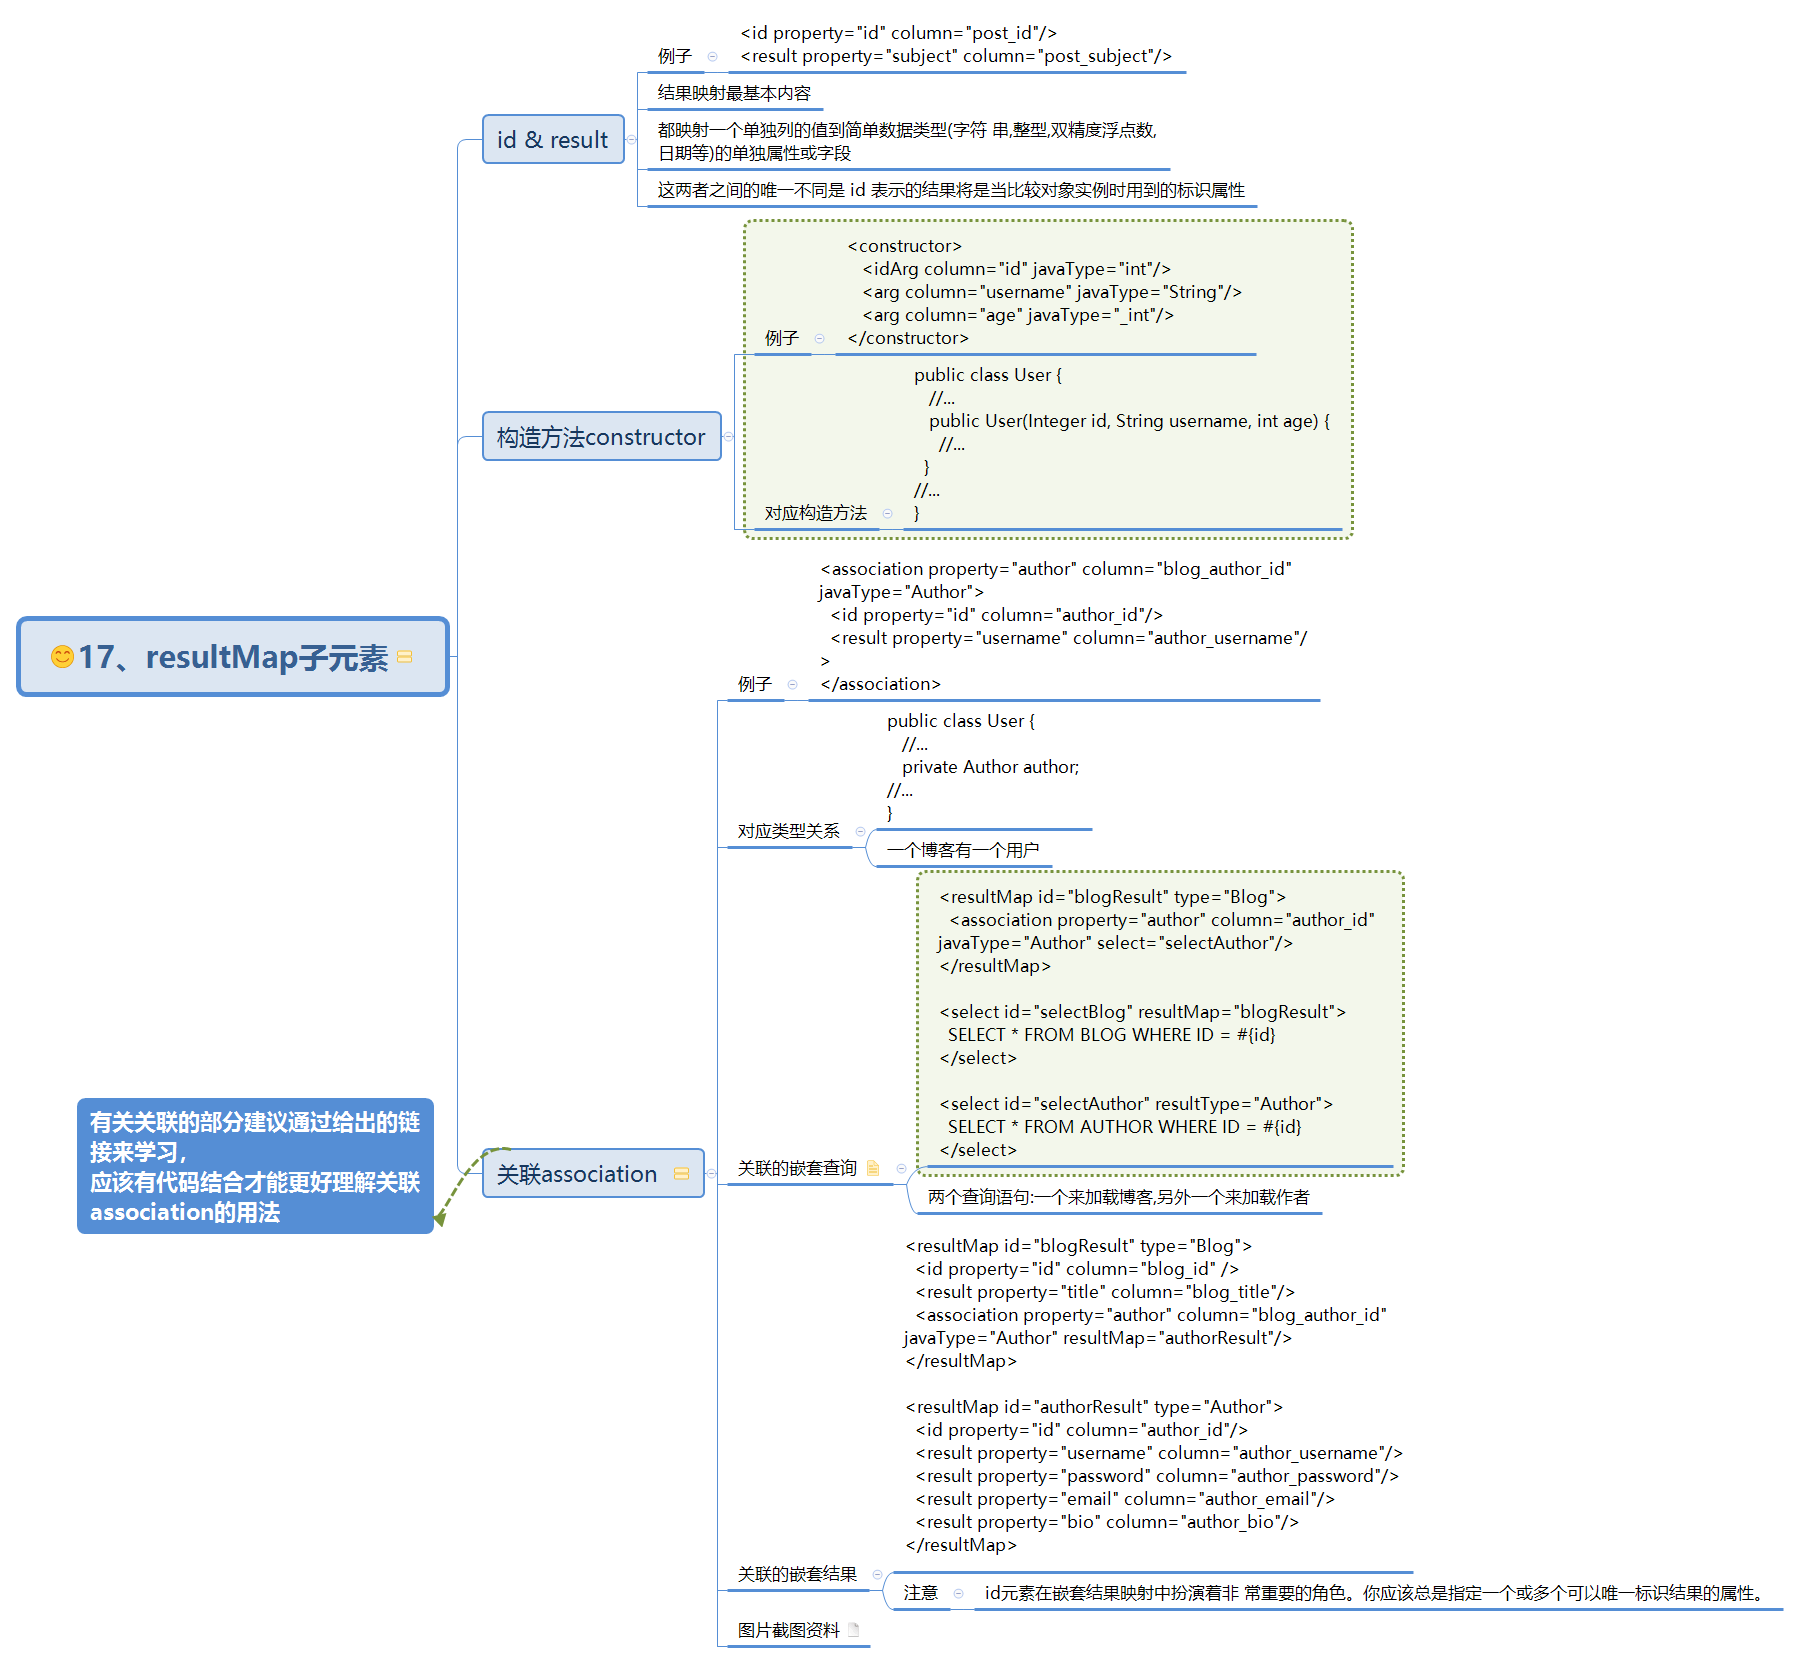 17、resultMap子元素
id & result
例子
<id property="id" column="post_id"/>
<result property="subject" column="post_subject"/>
结果映射最基本内容
都映射一个单独列的值到简单数据类型(字符 串,整型,双精度浮点数,
日期等)的单独属性或字段
这两者之间的唯一不同是 id 表示的结果将是当比较对象实例时用到的标识属性
构造方法constructor
例子
<constructor>
<idArg column="id" javaType="int"/>
<arg column="username" javaType="String"/>
<arg column="age" javaType="_int"/>
</constructor>
对应构造方法
public class User {
//...
public User(Integer id, String username, int age) {
//...
}
//...
}
关联association
例子
<association property="author" column="blog_author_id"
javaType="Author">
<id property="id" column="author_id"/>
<result property="username" column="author_username"/
>
</association>
对应类型关系
public class User {
//...
private Author author;
//...
}
一个博客有一个用户
关联的嵌套查询
<resultMap id="blogResult" type="Blog">
<association property="author" column="author_id"
javaType="Author" select="selectAuthor"/>
</resultMap>
<select id="selectBlog" resultMap="blogResult">
SELECT * FROM BLOG WHERE ID = #{id}
</select>
<select id="selectAuthor" resultType="Author">
SELECT * FROM AUTHOR WHERE ID = #{id}
</select>
两个查询语句:一个来加载博客,另外一个来加载作者
关联的嵌套结果
<resultMap id="blogResult" type="Blog">
<id property="id" column="blog_id" />
<result property="title" column="blog_title"/>
<association property="author" column="blog_author_id"
javaType="Author" resultMap="authorResult"/>
</resultMap>
<resultMap id="authorResult" type="Author">
<id property="id" column="author_id"/>
<result property="username" column="author_username"/>
<result property="password" column="author_password"/>
<result property="email" column="author_email"/>
<result property="bio" column="author_bio"/>
</resultMap>
注意
id元素在嵌套结果映射中扮演着非 常重要的角色。你应该总是指定一个或多个可以唯一标识结果的属性。
图片截图资料
有关关联的部分建议通过给出的链
接来学习，
应该有代码结合才能更好理解关联
association的用法